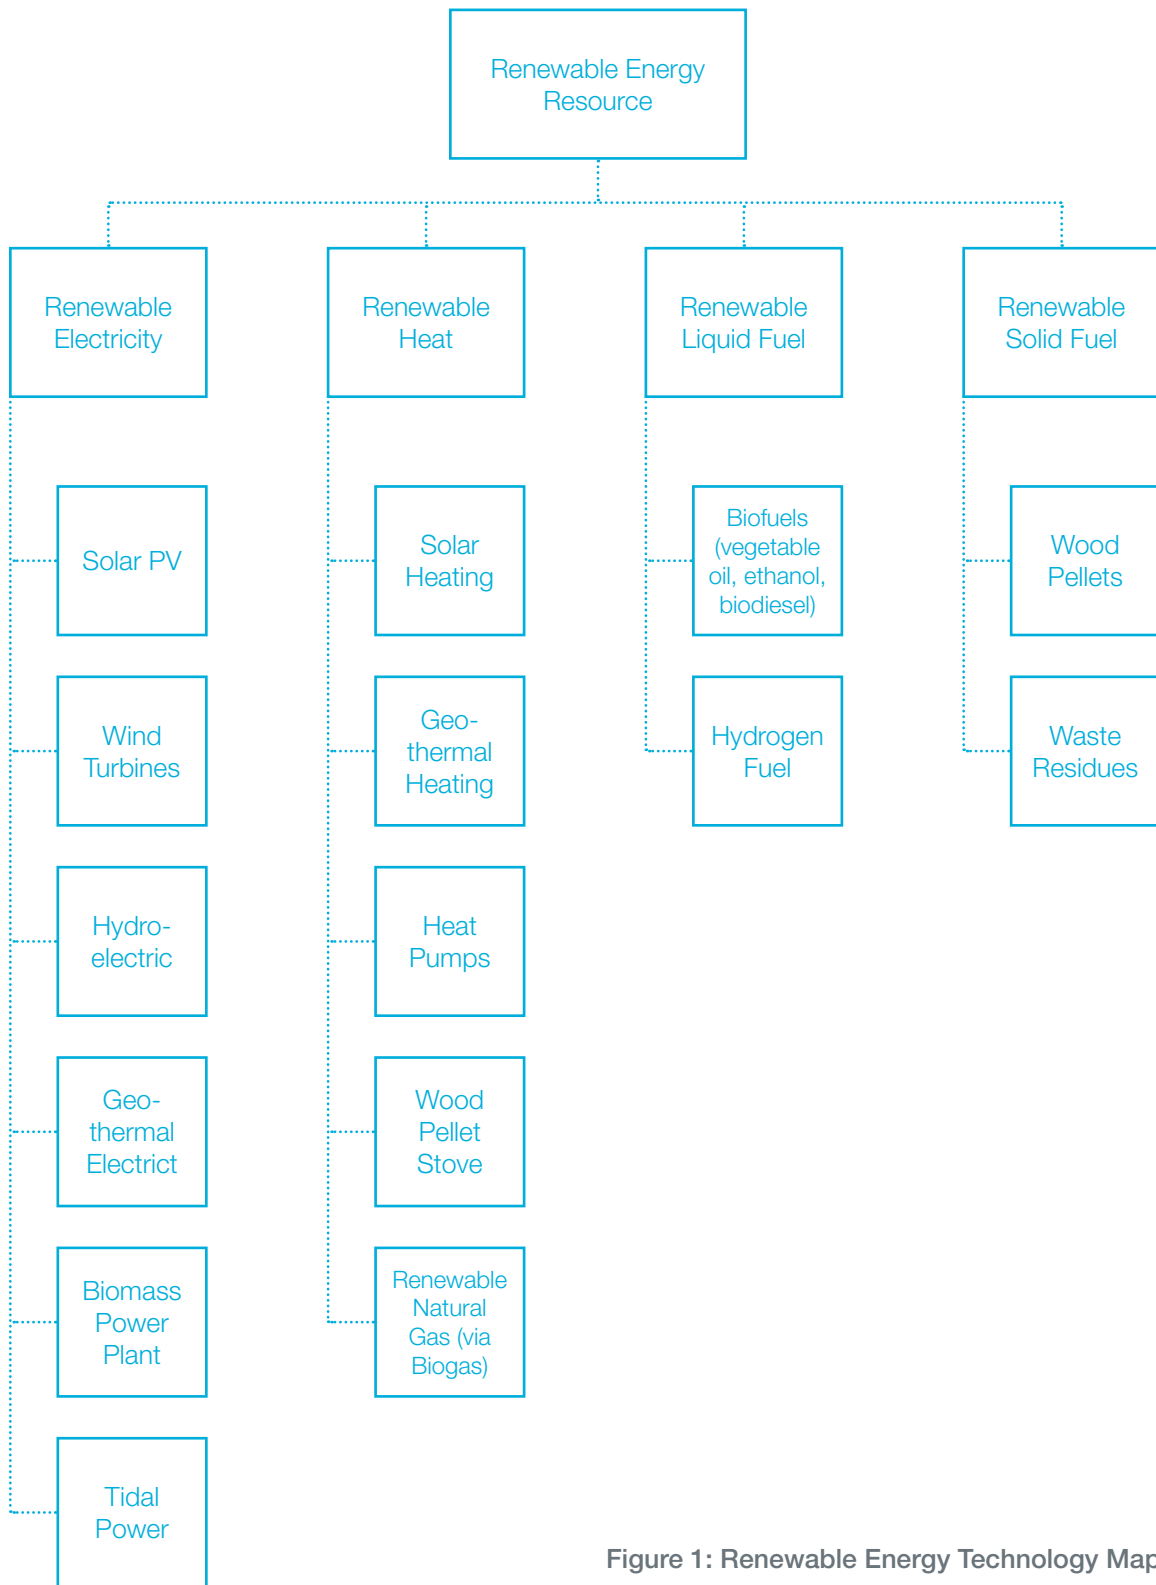 Renewable Energy
Resource
Renewable
Electricity
Renewable
Heat
Renewable
Liquid Fuel
Renewable
Solid Fuel
Solar PV
Wind
Turbines
Hydro-
electric
Geo-
thermal
Electrict
Biomass
Power
Plant
Tidal
Power
Solar
Heating
Geo-
thermal
Heating
Heat
Pumps
Wood
Pellet
Stove
Renewable
Natural
Gas (via
Biogas)
Biofuels
(vegetable
oil, ethanol,
biodiesel)
Hydrogen
Fuel
Wood
Pellets
Waste
Residues
Figure 1: Renewable Energy Technology Map